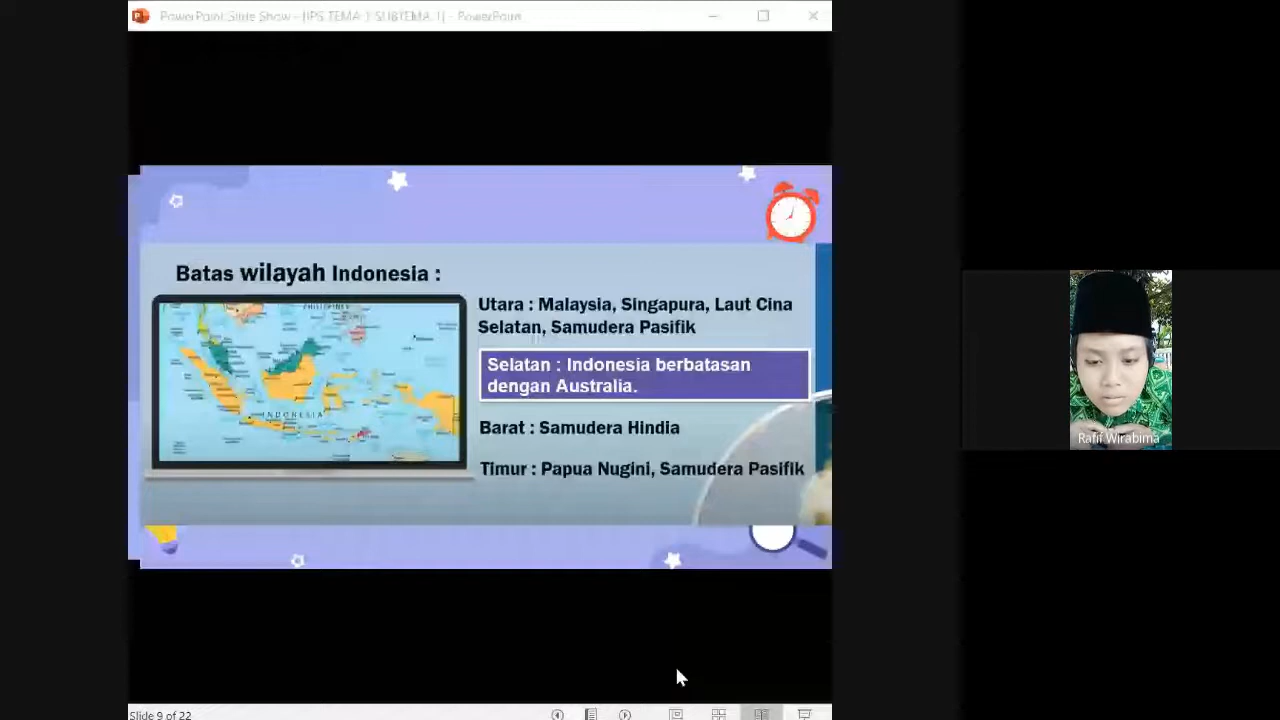 PowerPoint Slide Show - [IPS TEMA 1 SUBTEMA 1] - PowerPoint
Batas wilayah Indonesia :
PHILIPPINES
INDONESIA
Utara : Malaysia, Singapura, Laut Cina
Selatan, Samudera Pasifik
Selatan : Indonesia berbatasan
dengan Australia.
Barat : Samudera Hindia
Timur : Papua Nugini, Samudera Pasifik
Rafif Wirabima
Slide 9 of 22